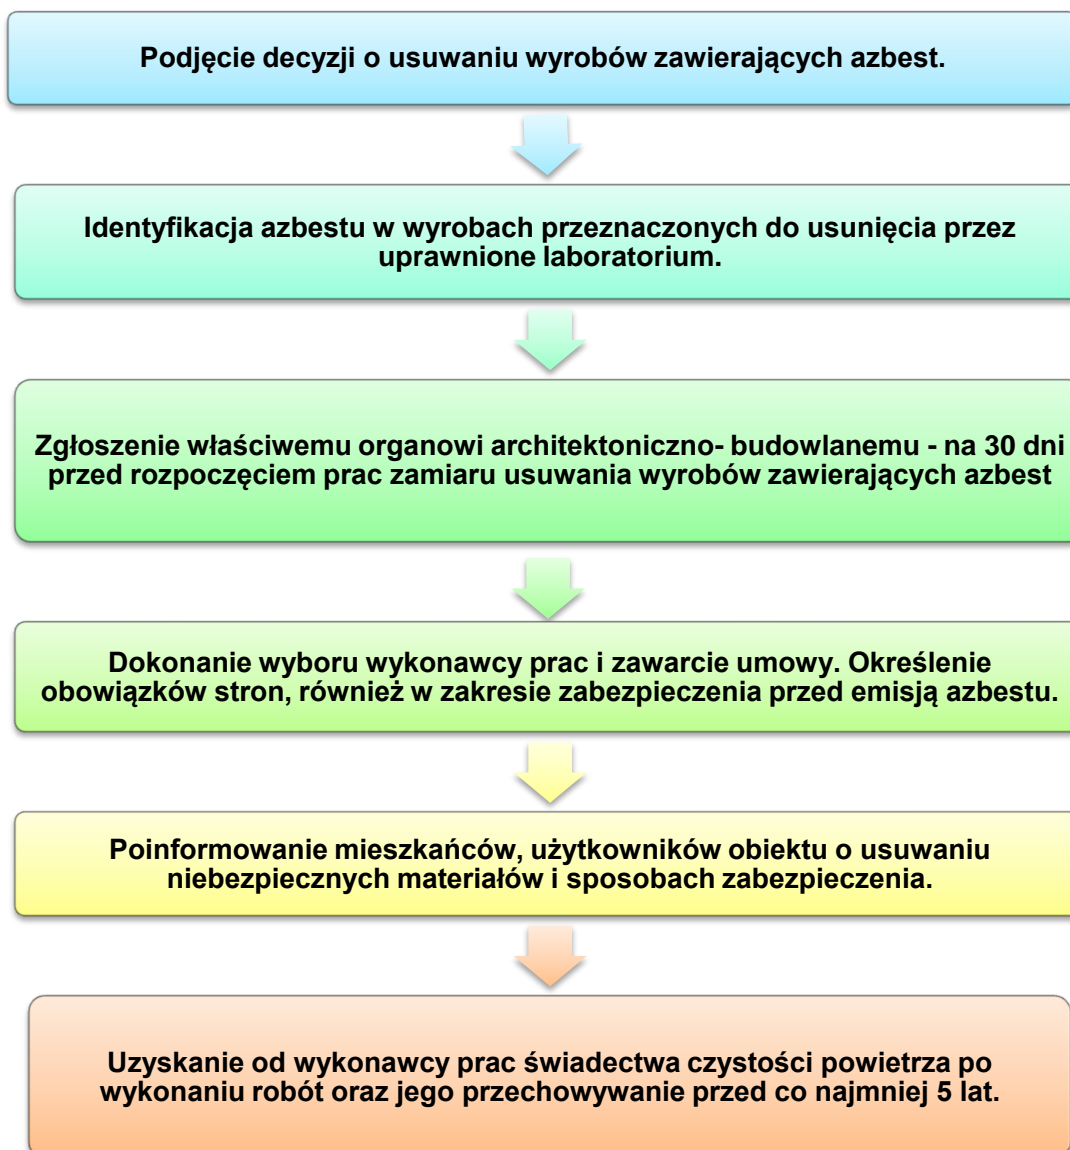 Podjęcie decyzji o usuwaniu wyrobów zawierających azbest.
Identyfikacja azbestu w wyrobach przeznaczonych do usunięcia przez
uprawnione laboratorium.
Zgłoszenie właściwemu organowi architektoniczno- budowlanemu - na 30 dni
przed rozpoczęciem prac zamiaru usuwania wyrobów zawierających azbest
Dokonanie wyboru wykonawcy prac i zawarcie umowy. Określenie
obowiązków stron, również w zakresie zabezpieczenia przed emisją azbestu.
Poinformowanie mieszkańców, użytkowników obiektu o usuwaniu
niebezpiecznych materiałów i sposobach zabezpieczenia.
Uzyskanie od wykonawcy prac świadectwa czystości powietrza po
wykonaniu robót oraz jego przechowywanie przed co najmniej 5 lat.